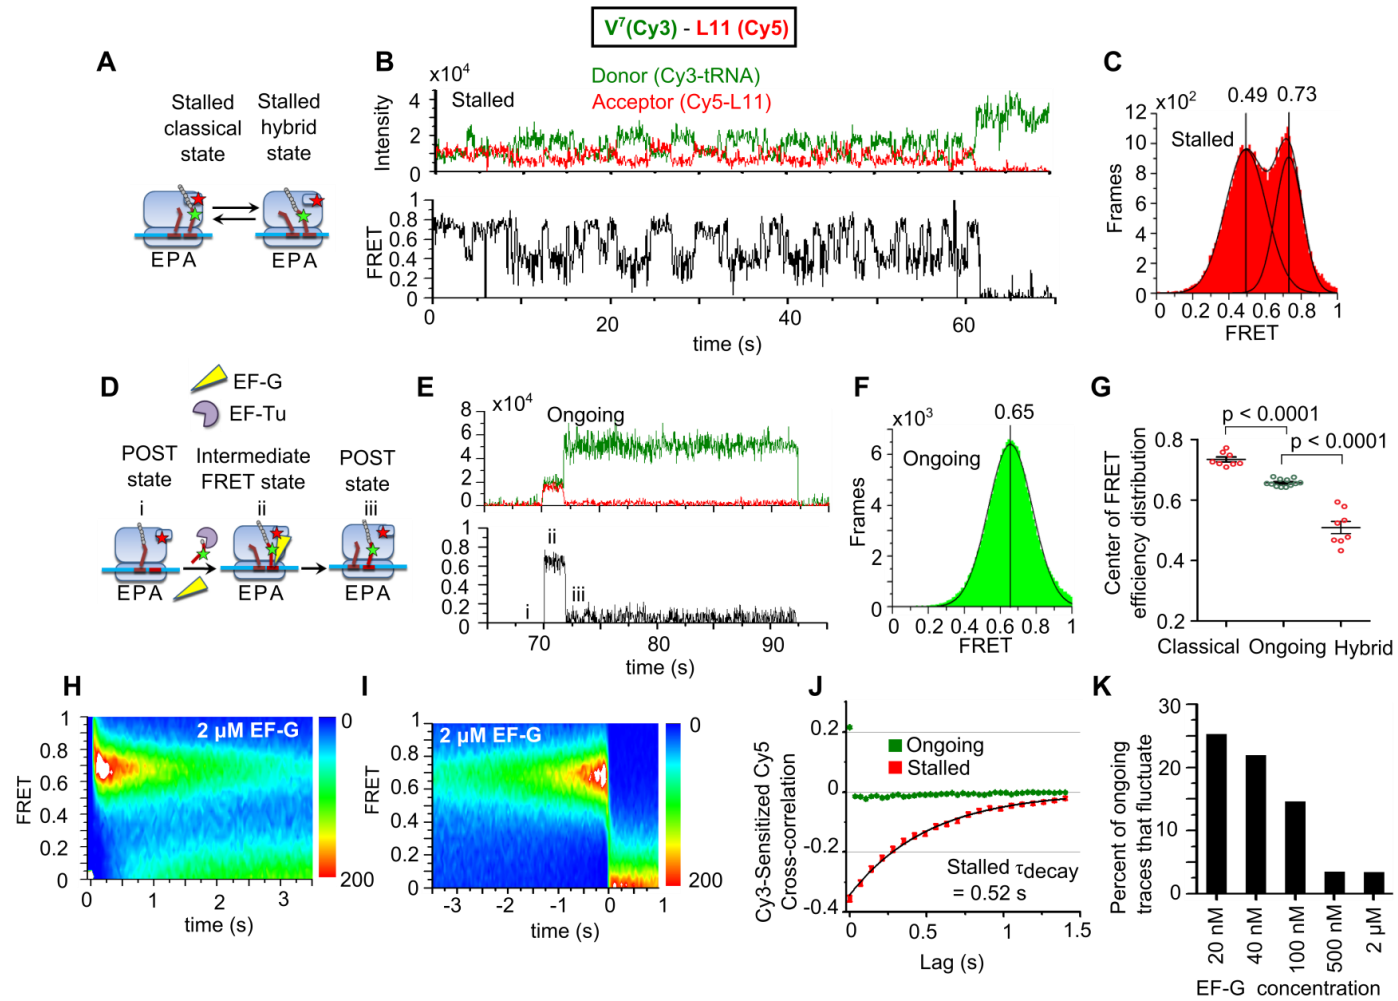 V⁷(Cy3) - L11 (Cy5)
A
Stalled classical state
Stalled hybrid state
E P A
E P A
B
x10⁴
Donor (Cy3-tRNA)
Acceptor (Cy5-L11)
Stalled
Intensity
4
2
0
FRET
1
0.8
0.6
0.4
0.2
0
0 20 40 60
time (s)
C
0.49 0.73
x10²
Stalled
Frames
12
10
8
6
4
2
0
0 0.2 0.4 0.6 0.8 1
FRET
D
EF-G
EF-Tu
POST state
i
Intermediate FRET state
ii
POST state
iii
E P A
E P A
E P A
E
x10⁴
Ongoing
8
6
4
2
0
1
0.8
0.6
0.4
0.2
0
i
ii
iii
70 80 90
time (s)
F
x10³
0.65
Ongoing
Frames
6
4
2
0
0 0.2 0.4 0.6 0.8 1
FRET
G
p < 0.0001
p < 0.0001
Center of FRET
efficiency distribution
0.8
0.6
0.4
0.2
Classical Ongoing Hybrid
H
2 µM EF-G
FRET
1
0.8
0.6
0.4
0.2
0
0 1 2 3
time (s)
0
200
I
2 µM EF-G
FRET
1
0.8
0.6
0.4
0.2
0
-3 -2 -1 0 1
time (s)
0
200
J
Cy3-Sensitized Cy5
Cross-correlation
0.2
0
-0.2
-0.4
Ongoing
Stalled
Stalled τdecay
= 0.52 s
0 0.5 1 1.5
Lag (s)
K
Percent of ongoing
traces that fluctuate
30
20
10
0
20 nM
40 nM
100 nM
500 nM
2 µM
EF-G concentration